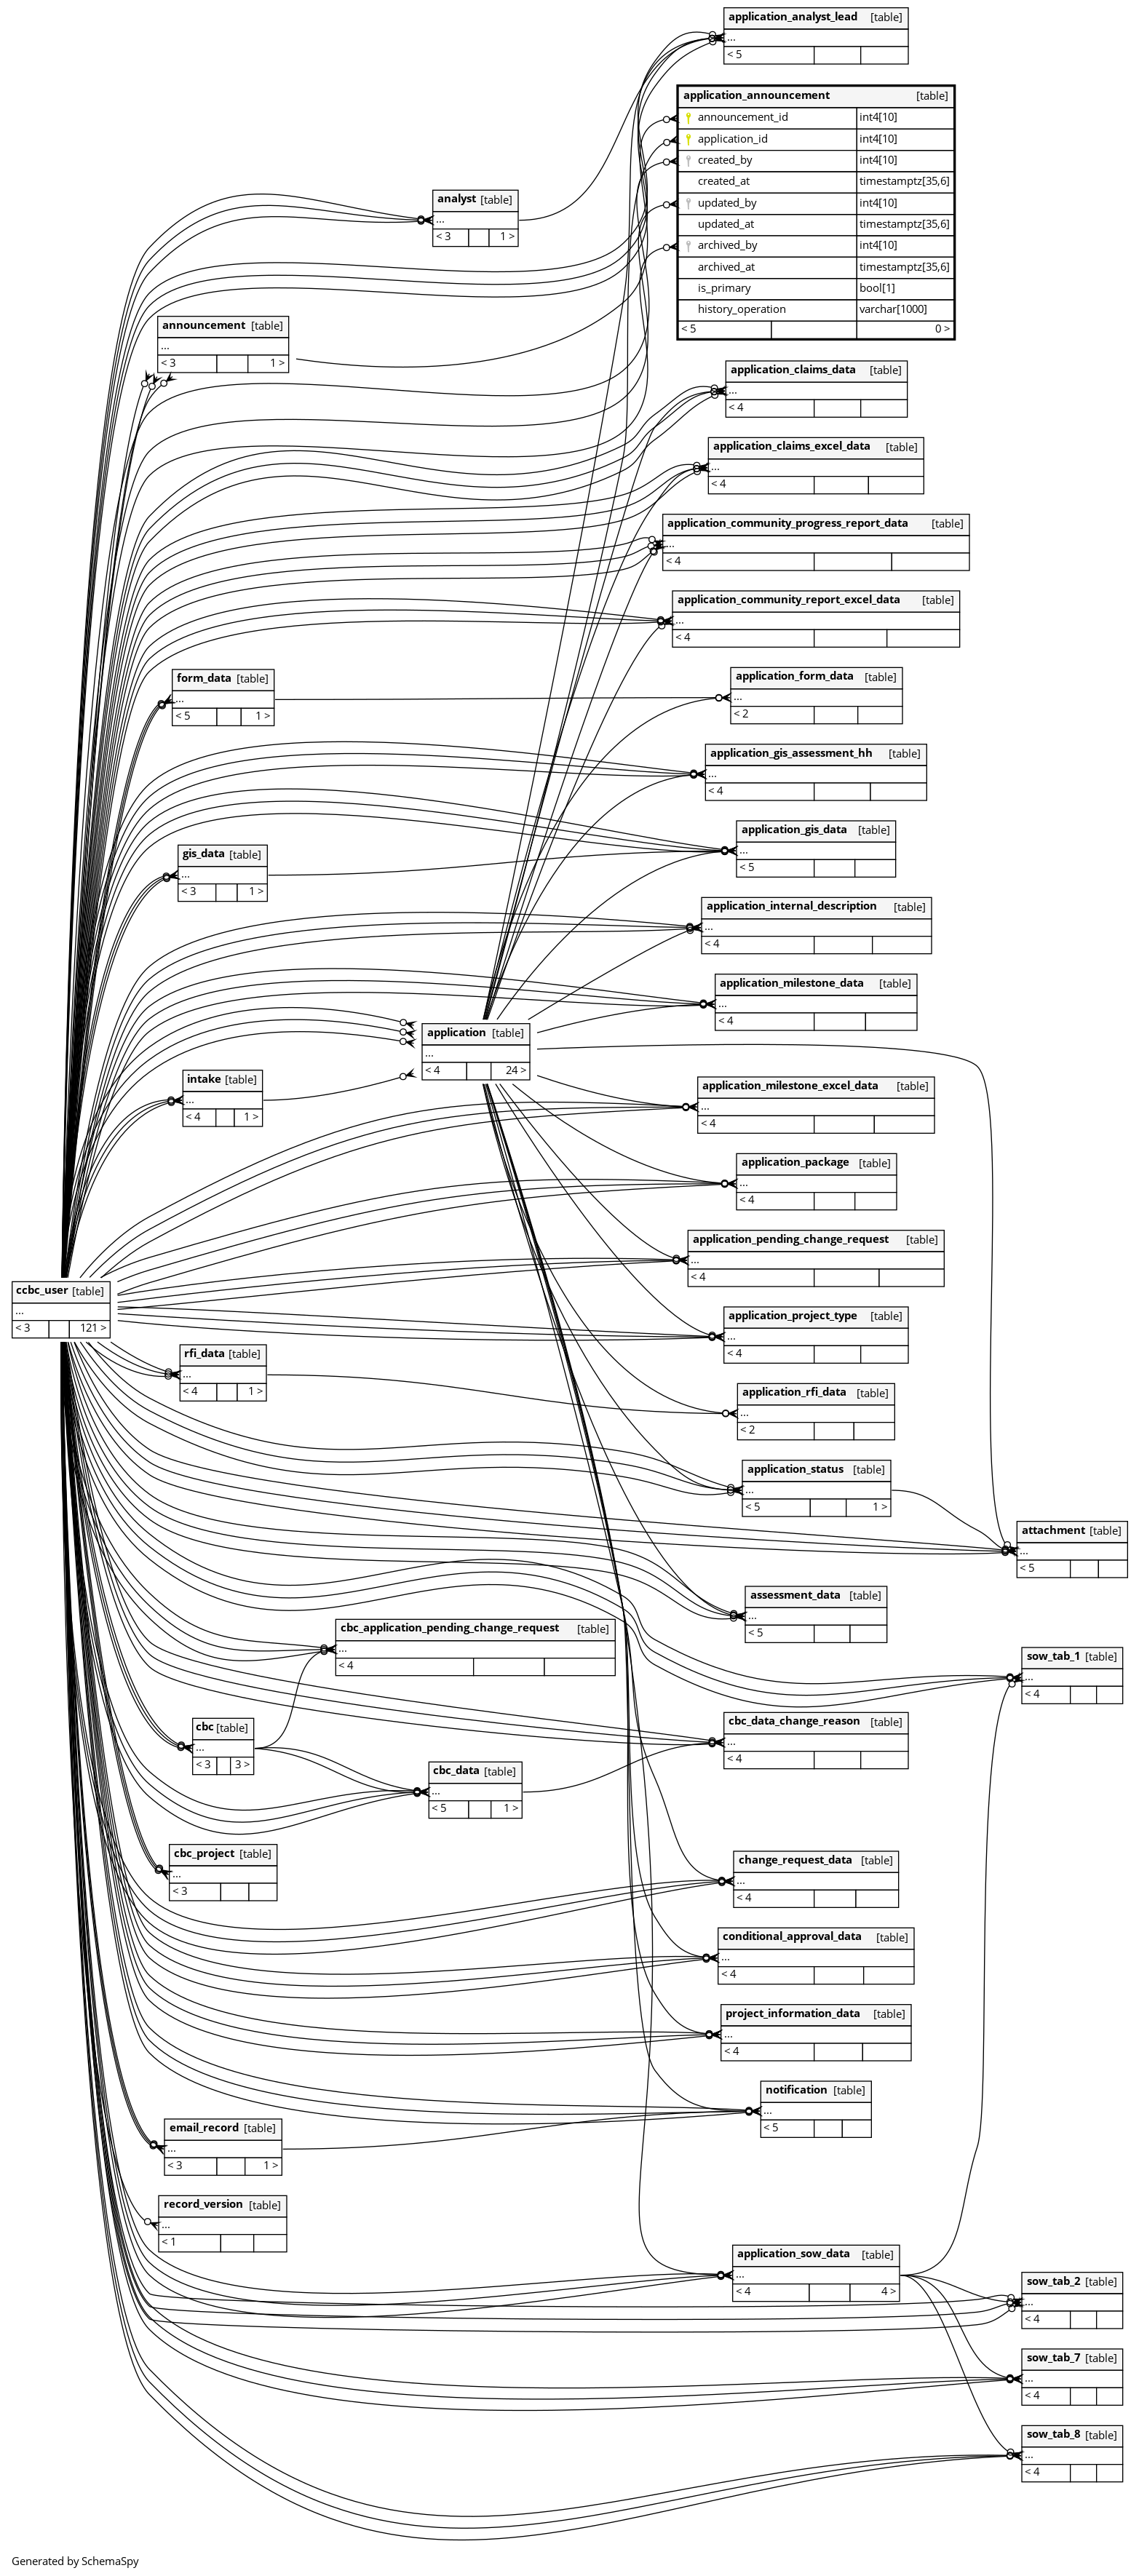 application_analyst_lead [table]
...
< 5
application_announcement [table]
announcement_id int4[10]
application_id int4[10]
created_by int4[10]
created_at timestamptz[35,6]
updated_by int4[10]
updated_at timestamptz[35,6]
archived_by int4[10]
archived_at timestamptz[35,6]
is_primary bool[1]
history_operation varchar[1000]
< 5 0 >
analyst [table]
...
< 3 1 >
announcement [table]
...
< 3 1 >
application_claims_data [table]
...
< 4
application_claims_excel_data [table]
...
< 4
application_community_progress_report_data [table]
...
< 4
application_community_report_excel_data [table]
...
< 4
form_data [table]
...
< 5 1 >
application_form_data [table]
...
< 2
application_gis_assessment_hh [table]
...
< 4
application_gis_data [table]
...
< 5
gis_data [table]
...
< 3 1 >
application_internal_description [table]
...
< 4
application_milestone_data [table]
...
< 4
application [table]
...
< 4 24 >
intake [table]
...
< 4 1 >
application_milestone_excel_data [table]
...
< 4
application_package [table]
...
< 4
application_pending_change_request [table]
...
< 4
ccbc_user [table]
...
< 3 121 >
application_project_type [table]
...
< 4
rfi_data [table]
...
< 4 1 >
application_rfi_data [table]
...
< 2
application_status [table]
...
< 5 1 >
attachment [table]
...
< 5
assessment_data [table]
...
< 5
cbc_application_pending_change_request [table]
...
< 4
sow_tab_1 [table]
...
< 4
cbc [table]
...
< 3 3 >
cbc_data_change_reason [table]
...
< 4
cbc_data [table]
...
< 5 1 >
cbc_project [table]
...
< 3
change_request_data [table]
...
< 4
conditional_approval_data [table]
...
< 4
project_information_data [table]
...
< 4
notification [table]
...
< 5
email_record [table]
...
< 3 1 >
record_version [table]
...
< 1
application_sow_data [table]
...
< 4 4 >
sow_tab_2 [table]
...
< 4
sow_tab_7 [table]
...
< 4
sow_tab_8 [table]
...
< 4
Generated by SchemaSpy